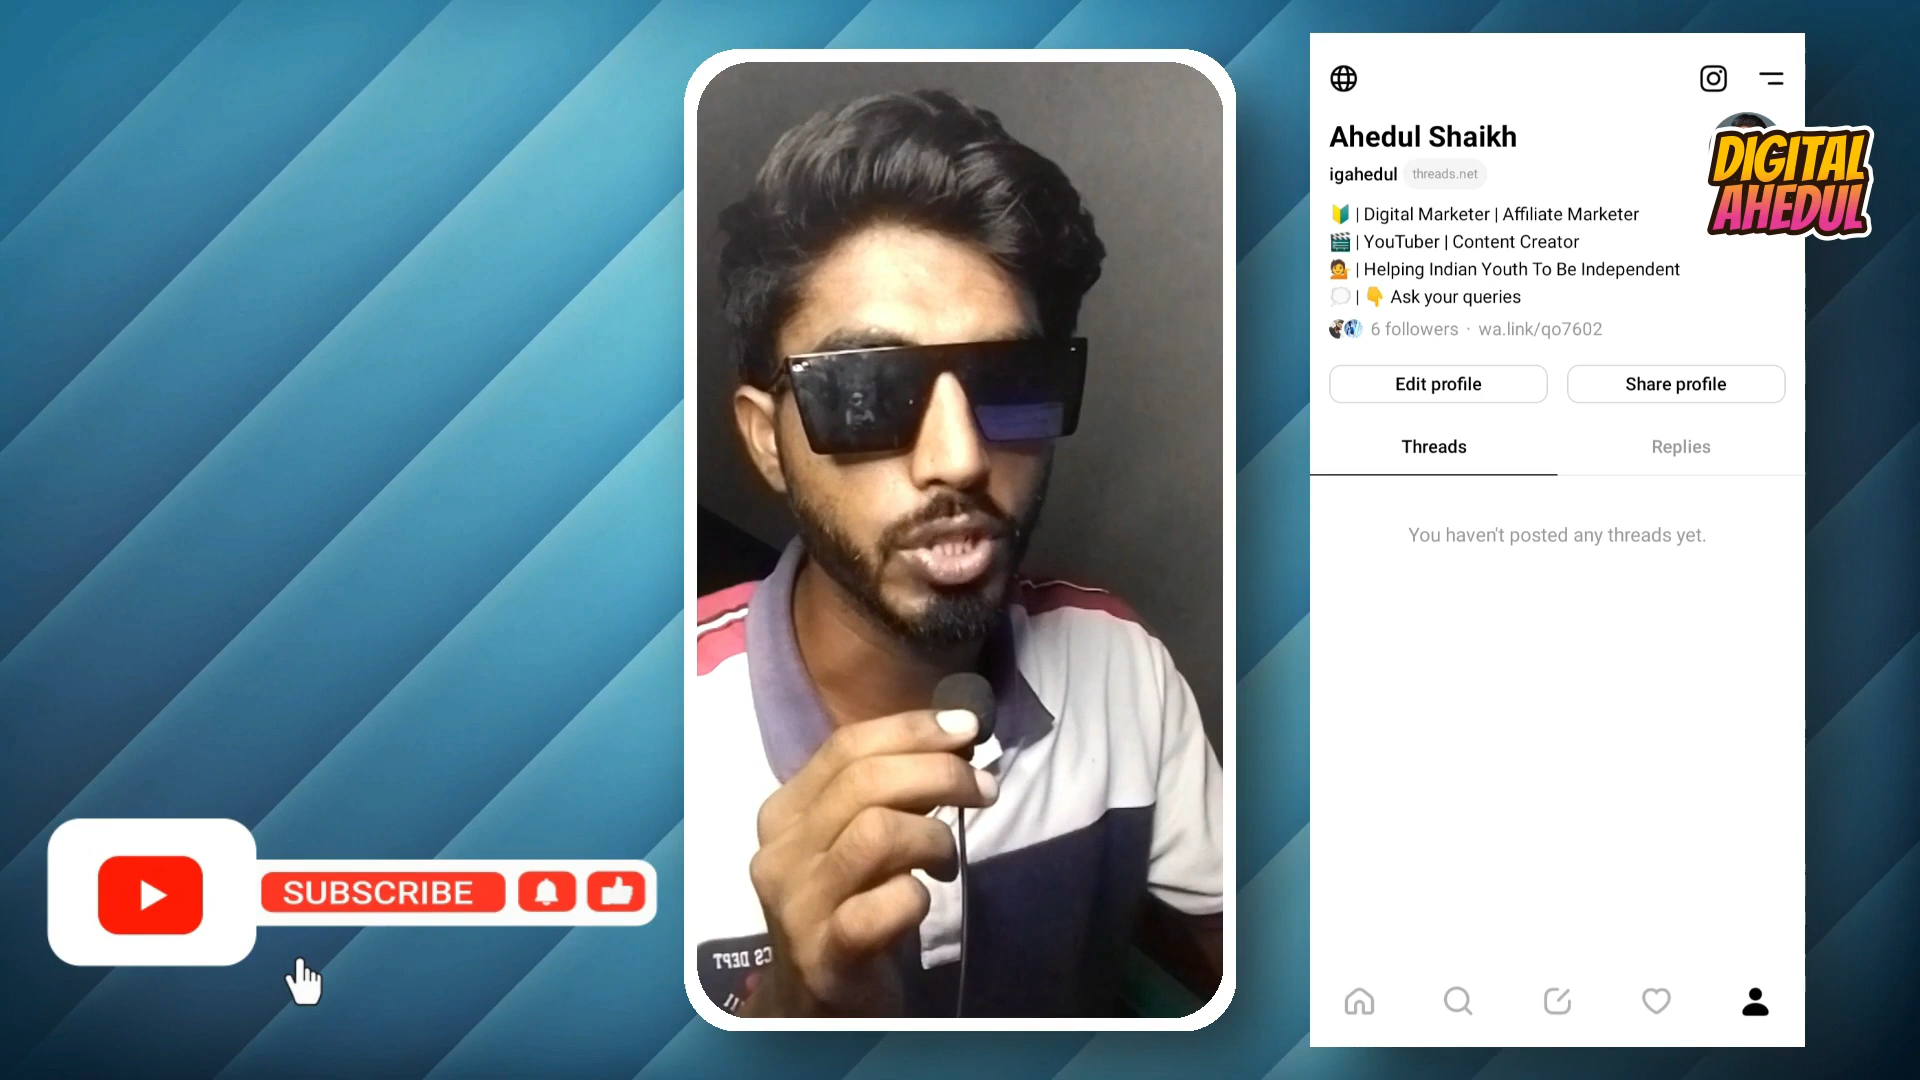 Ahedul Shaikh
igahedul threads.net
🔰 | Digital Marketer | Affiliate Marketer
🎬 | YouTuber | Content Creator
💁 | Helping Indian Youth To Be Independent
💭 | 👇 Ask your queries
6 followers · wa.link/qo7602
Edit profile Share profile
Threads Replies
You haven't posted any threads yet.
DIGITAL
AHEDUL
SUBSCRIBE
CS DEPT